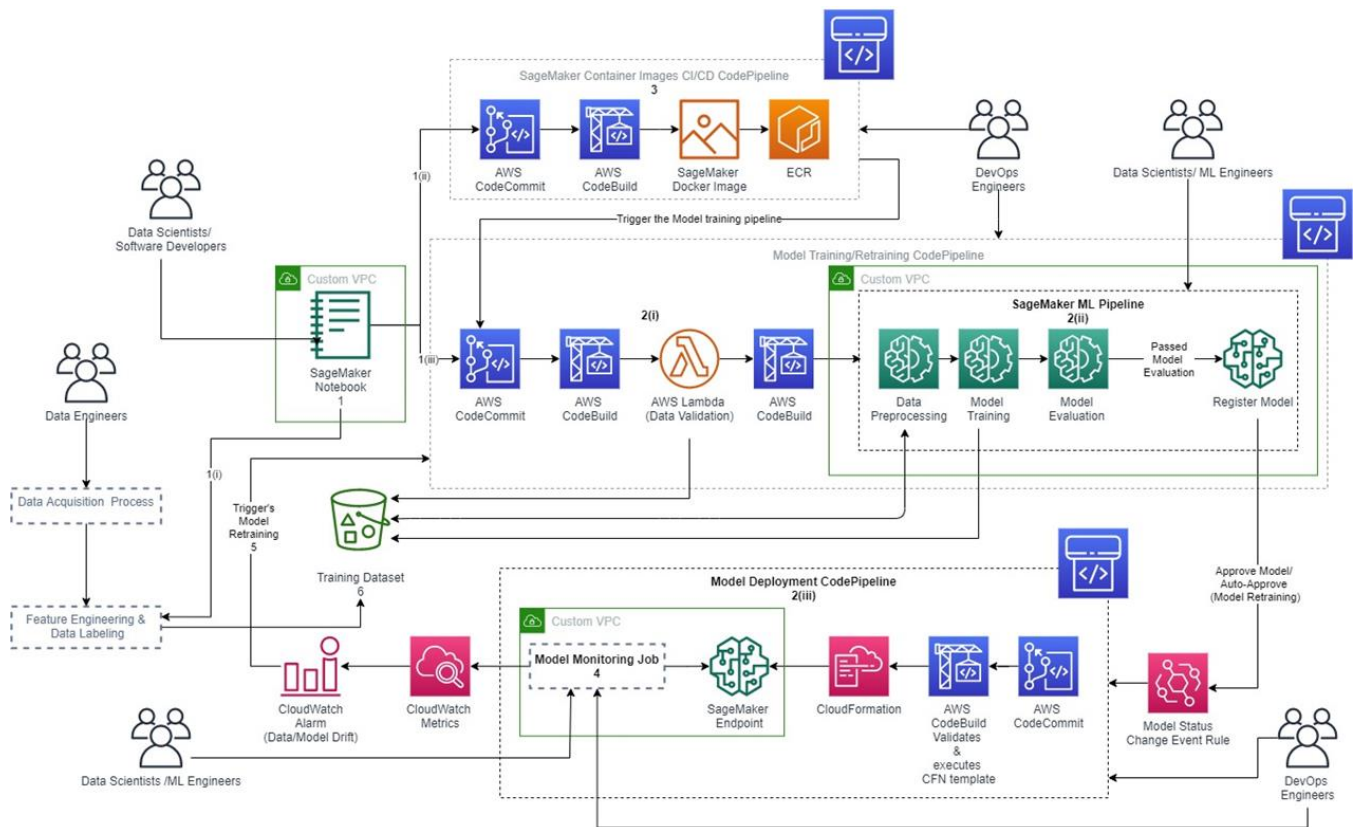 SageMaker Container Images CI/CD CodePipeline
3
AWS
CodeCommit
AWS
CodeBuild
SageMaker
Docker Image
ECR
DevOps
Engineers
Data Scientists/ ML Engineers
1(ii)
Data Scientists/
Software Developers
Trigger the Model training pipeline
Model Training/Retraining CodePipeline
Custom VPC
SageMaker
Notebook
1
1(iii)
2(i)
AWS
CodeCommit
AWS
CodeBuild
AWS Lambda
(Data Validation)
AWS
CodeBuild
Custom VPC
SageMaker ML Pipeline
2(ii)
Data
Preprocessing
Model
Training
Model
Evaluation
Passed
Model
Evaluation
Register Model
Data Engineers
1(i)
Data Acquisition Process
Feature Engineering &
Data Labeling
Trigger's
Model
Retraining
5
Training Dataset
6
Approve Model/
Auto-Approve
(Model Retraining)
Model Deployment CodePipeline
2(iii)
Custom VPC
Model Monitoring Job
4
SageMaker
Endpoint
CloudFormation
AWS
CodeBuild
Validates
&
executes
CFN template
AWS
CodeCommit
Model Status
Change Event Rule
CloudWatch
Alarm
(Data/Model Drift)
CloudWatch
Metrics
Data Scientists /ML Engineers
DevOps
Engineers